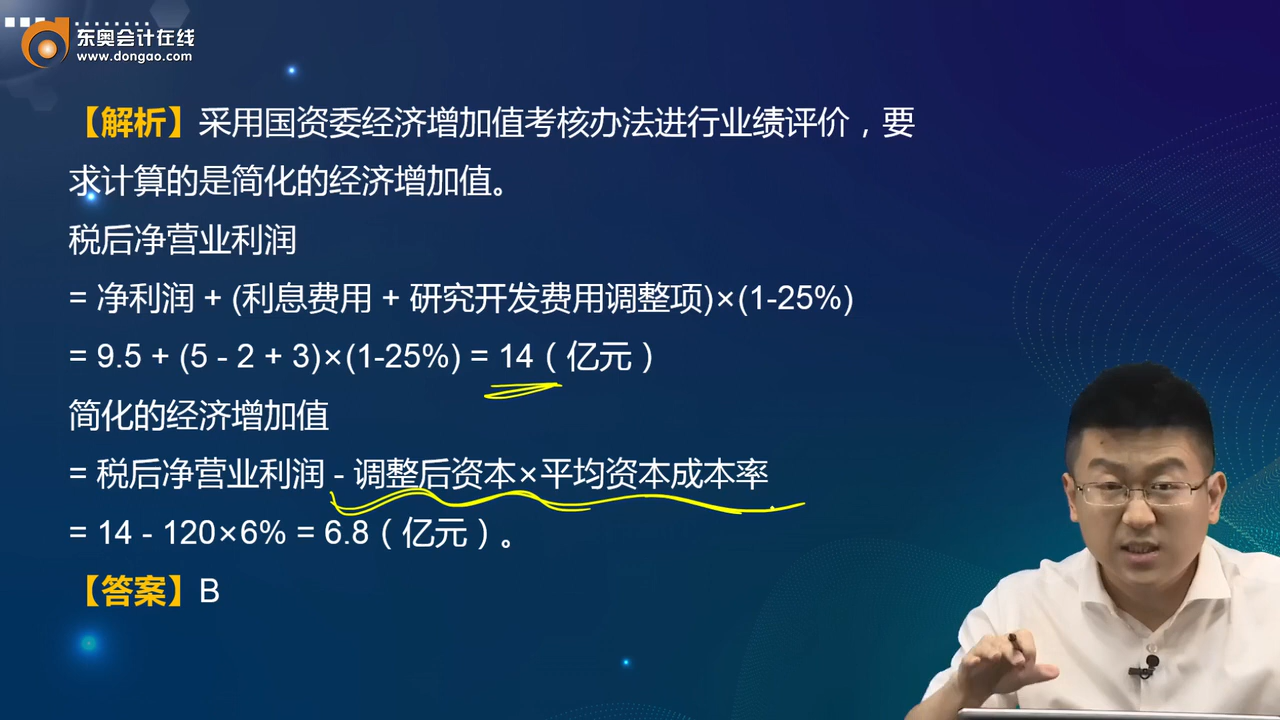 东奥会计在线
www.dongao.com
【解析】采用国资委经济增加值考核办法进行业绩评价，要
求计算的是简化的经济增加值。
税后净营业利润
= 净利润 + (利息费用 + 研究开发费用调整项)×(1-25%)
= 9.5 + (5 - 2 + 3)×(1-25%) = 14（亿元）
简化的经济增加值
= 税后净营业利润 - 调整后资本×平均资本成本率
= 14 - 120×6% = 6.8（亿元）。
【答案】B